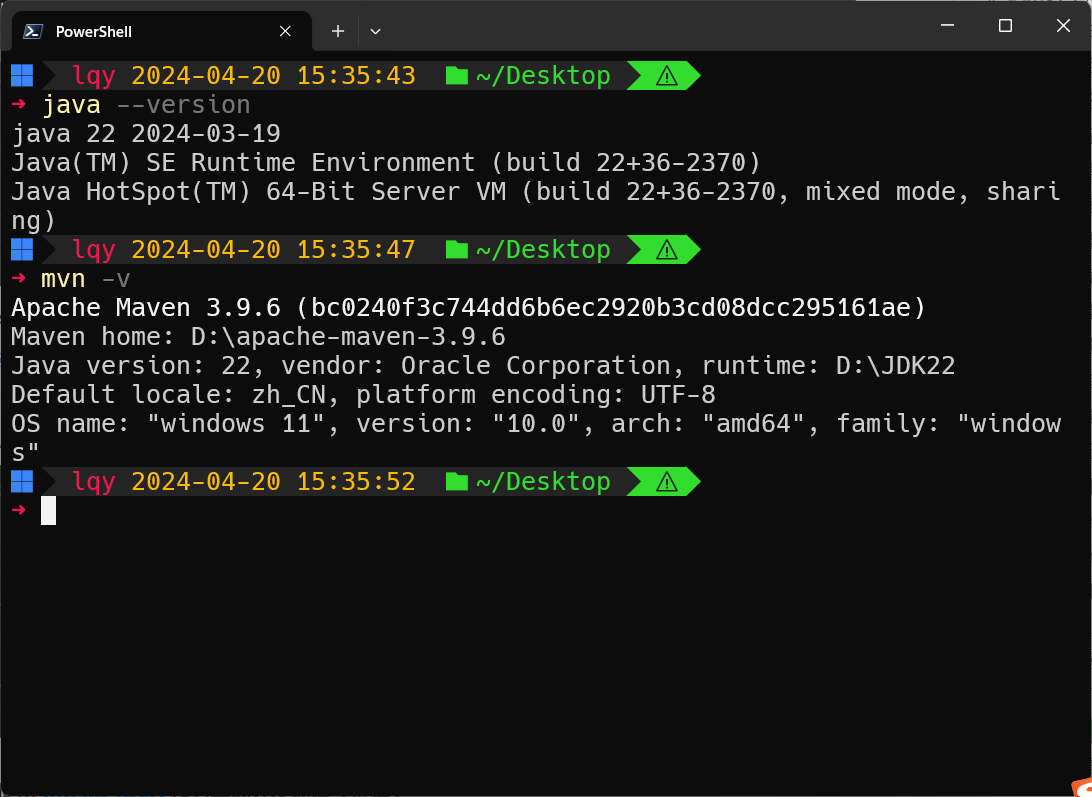 PowerShell
lqy 2024-04-20 15:35:43 ~/Desktop
➜ java --version
java 22 2024-03-19
Java(TM) SE Runtime Environment (build 22+36-2370)
Java HotSpot(TM) 64-Bit Server VM (build 22+36-2370, mixed mode, shari
ng)
lqy 2024-04-20 15:35:47 ~/Desktop
➜ mvn -v
Apache Maven 3.9.6 (bc0240f3c744dd6b6ec2920b3cd08dcc295161ae)
Maven home: D:\apache-maven-3.9.6
Java version: 22, vendor: Oracle Corporation, runtime: D:\JDK22
Default locale: zh_CN, platform encoding: UTF-8
OS name: "windows 11", version: "10.0", arch: "amd64", family: "window
s"
lqy 2024-04-20 15:35:52 ~/Desktop
➜